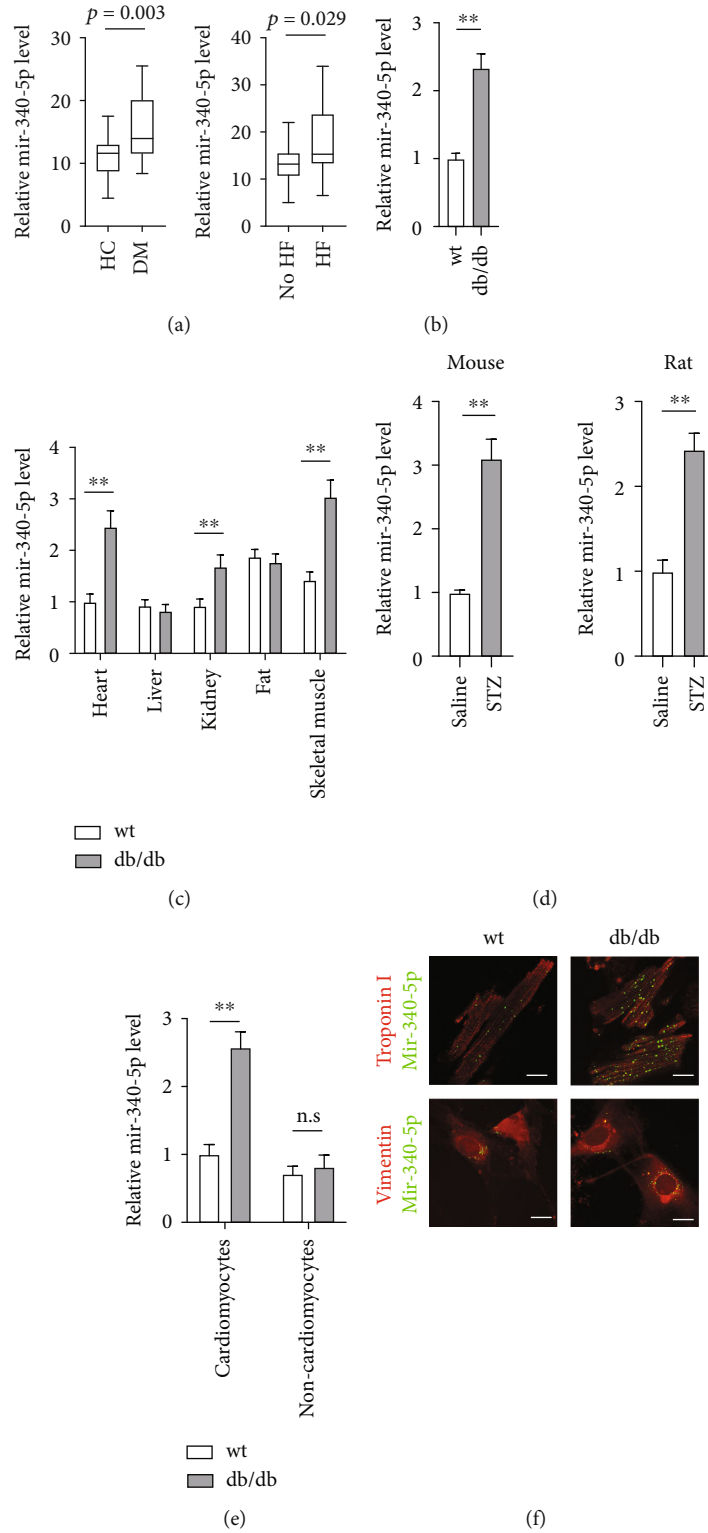 p = 0.003
Relative mir-340-5p level
30
20
10
0
HC
DM
p = 0.029
Relative mir-340-5p level
40
30
20
10
0
No HF
HF
(a)
**
Relative mir-340-5p level
3
2
1
0
wt
db/db
(b)
Relative mir-340-5p level
4
3
2
1
0
**
**
**
Heart
Liver
Kidney
Fat
Skeletal muscle
wt
db/db
(c)
Mouse
**
Relative mir-340-5p level
4
3
2
1
0
Saline
STZ
Rat
**
Relative mir-340-5p level
3
2
1
0
Saline
STZ
(d)
Relative mir-340-5p level
3
2
1
0
**
n.s
Cardiomyocytes
Non-cardiomyocytes
wt
db/db
(e)
wt
db/db
Troponin I
Mir-340-5p
Vimentin
Mir-340-5p
(f)